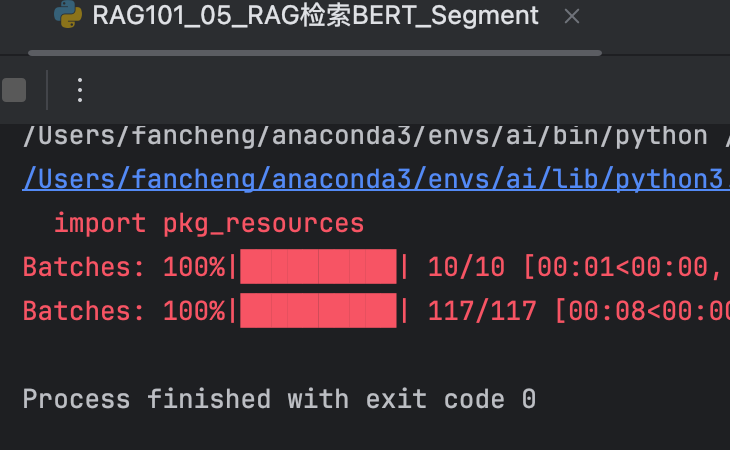 RAG101_05_RAG检索BERT_Segment
/Users/fancheng/anaconda3/envs/ai/bin/python /
/Users/fancheng/anaconda3/envs/ai/lib/python3.
import pkg_resources
Batches: 100%|██████████| 10/10 [00:01<00:00,
Batches: 100%|██████████| 117/117 [00:08<00:00
Process finished with exit code 0